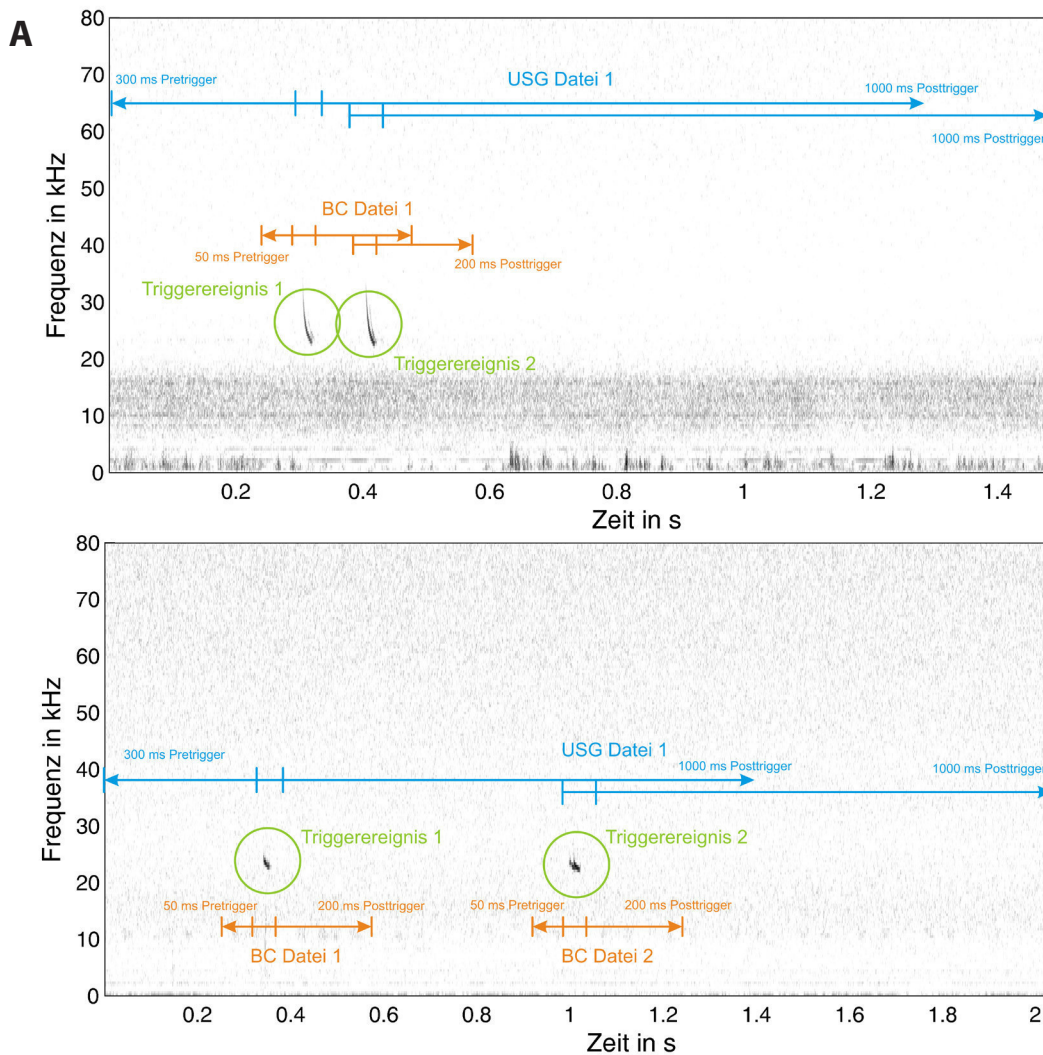 A
80
70
60
50
40
30
20
10
0
Frequenz in kHz
300 ms Pretrigger
USG Datei 1
1000 ms Posttrigger
1000 ms Posttrigger
BC Datei 1
50 ms Pretrigger
200 ms Posttrigger
Triggerereignis 1
Triggerereignis 2
0.2 0.4 0.6 0.8 1 1.2 1.4
Zeit in s
80
70
60
50
40
30
20
10
0
Frequenz in kHz
300 ms Pretrigger
USG Datei 1
1000 ms Posttrigger
1000 ms Posttrigger
Triggerereignis 1
Triggerereignis 2
50 ms Pretrigger
200 ms Posttrigger
50 ms Pretrigger
200 ms Posttrigger
BC Datei 1
BC Datei 2
0.2 0.4 0.6 0.8 1 1.2 1.4 1.6 1.8 2
Zeit in s